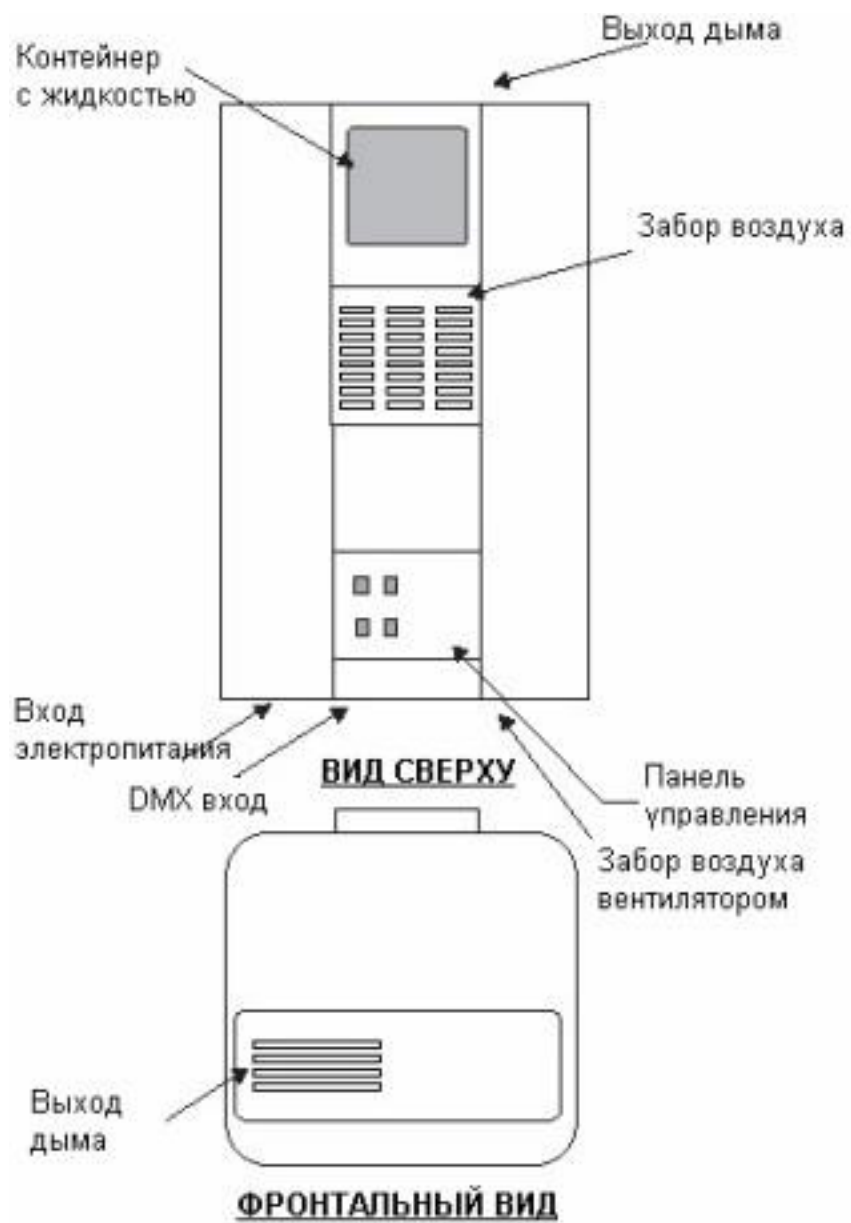 Выход дыма
Контейнер
с жидкостью
Забор воздуха
Вход
электропитания
DMX вход
ВИД СВЕРХУ
Панель
управления
Забор воздуха
вентилятором
Выход
дыма
ФРОНТАЛЬНЫЙ ВИД